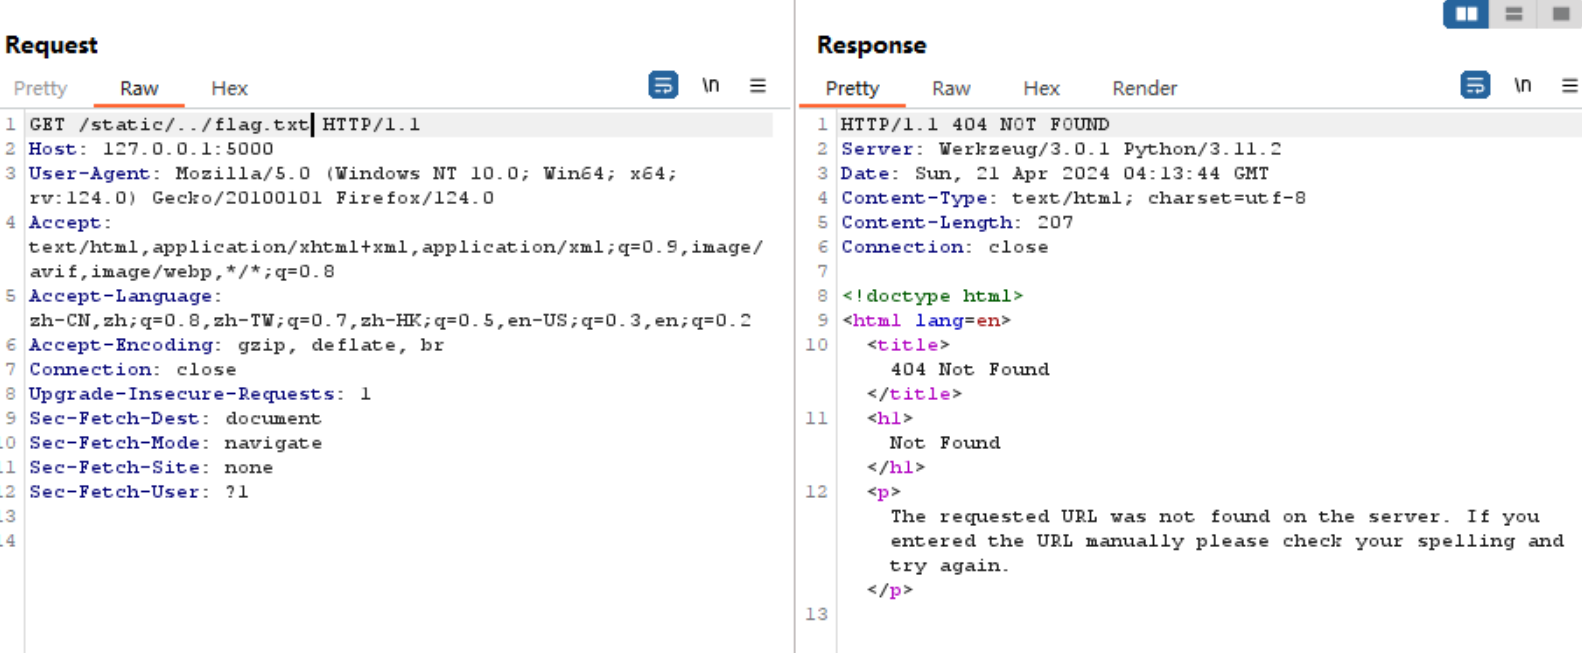 Request
Pretty Raw Hex \n
1 GET /static/../flag.txt HTTP/1.1
2 Host: 127.0.0.1:5000
3 User-Agent: Mozilla/5.0 (Windows NT 10.0; Win64; x64;
rv:124.0) Gecko/20100101 Firefox/124.0
4 Accept:
text/html,application/xhtml+xml,application/xml;q=0.9,image/
avif,image/webp,*/*;q=0.8
5 Accept-Language:
zh-CN,zh;q=0.8,zh-TW;q=0.7,zh-HK;q=0.5,en-US;q=0.3,en;q=0.2
6 Accept-Encoding: gzip, deflate, br
7 Connection: close
8 Upgrade-Insecure-Requests: 1
9 Sec-Fetch-Dest: document
10 Sec-Fetch-Mode: navigate
11 Sec-Fetch-Site: none
12 Sec-Fetch-User: ?1
13
14
Response
Pretty Raw Hex Render \n
1 HTTP/1.1 404 NOT FOUND
2 Server: Werkzeug/3.0.1 Python/3.11.2
3 Date: Sun, 21 Apr 2024 04:13:44 GMT
4 Content-Type: text/html; charset=utf-8
5 Content-Length: 207
6 Connection: close
7
8 <!doctype html>
9 <html lang=en>
10 <title>
404 Not Found
</title>
11 <h1>
Not Found
</h1>
12 <p>
The requested URL was not found on the server. If you
entered the URL manually please check your spelling and
try again.
</p>
13